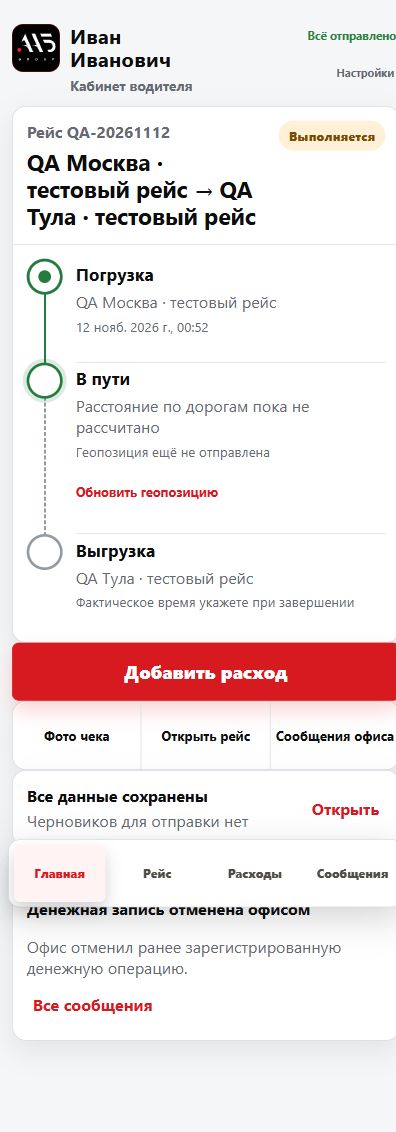 Иван
Иванович
Кабинет водителя
Всё отправлено
Настройки
Рейс QA-20261112
Выполняется
QA Москва ·
тестовый рейс → QA
Тула · тестовый рейс
Погрузка
QA Москва · тестовый рейс
12 нояб. 2026 г., 00:52
В пути
Расстояние по дорогам пока не
рассчитано
Геопозиция ещё не отправлена
Обновить геопозицию
Выгрузка
QA Тула · тестовый рейс
Фактическое время укажете при завершении
Добавить расход
Фото чека
Открыть рейс
Сообщения офиса
Все данные сохранены
Черновиков для отправки нет
Открыть
Главная
Рейс
Расходы
Сообщения
Денежная запись отменена офисом
Офис отменил ранее зарегистрированную
денежную операцию.
Все сообщения